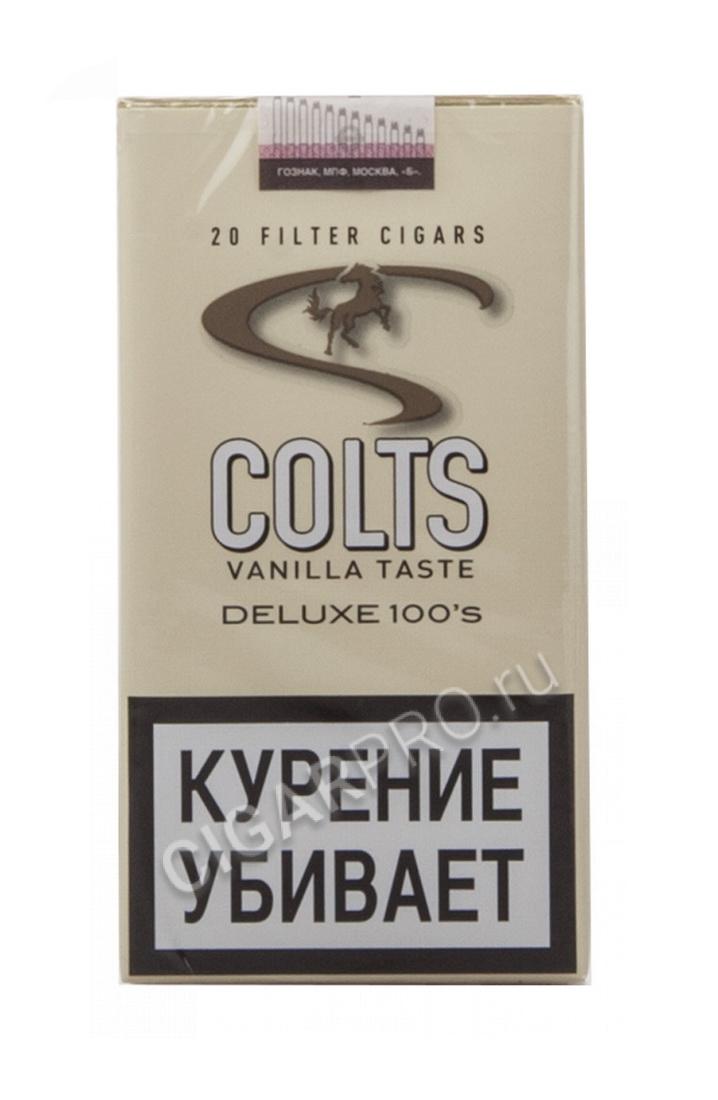 ГОЗНАК, МПФ, МОСКВА, «Б».
20 FILTER CIGARS
COLTS
VANILLA TASTE
DELUXE 100's
КУРЕНИЕ
УБИВАЕТ
CIGARPRO.ru